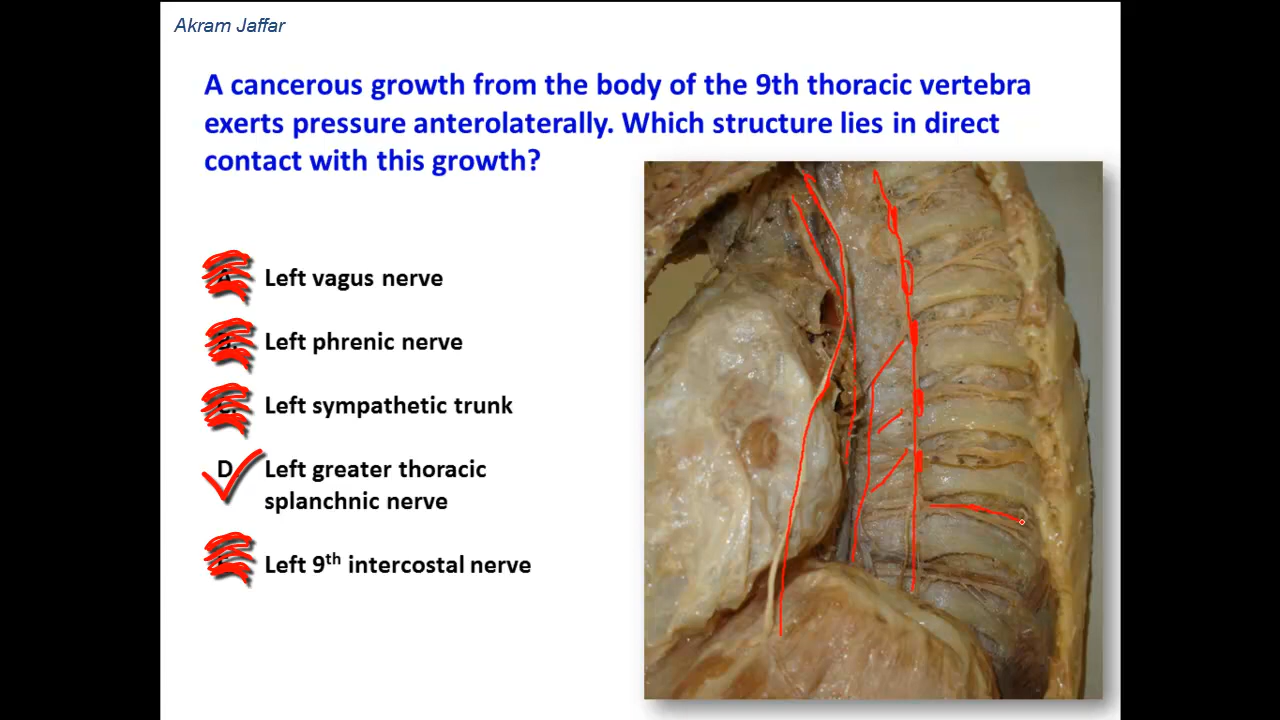 Akram Jaffar
A cancerous growth from the body of the 9th thoracic vertebra
exerts pressure anterolaterally. Which structure lies in direct
contact with this growth?
Left vagus nerve
Left phrenic nerve
Left sympathetic trunk
D. Left greater thoracic
splanchnic nerve
Left 9th intercostal nerve